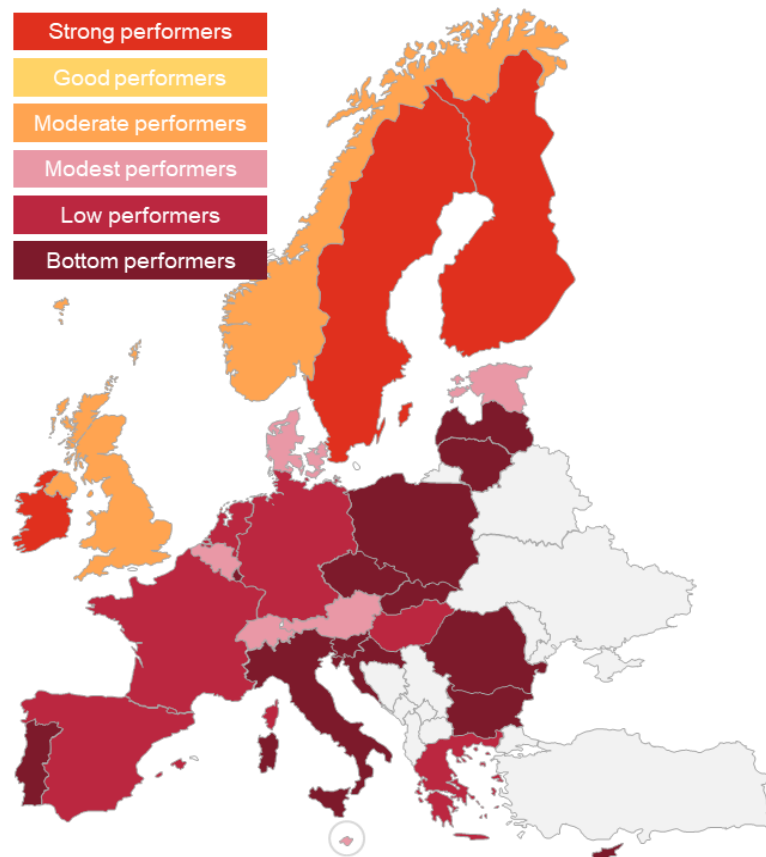 Strong performers
Good performers
Moderate performers
Modest performers
Low performers
Bottom performers